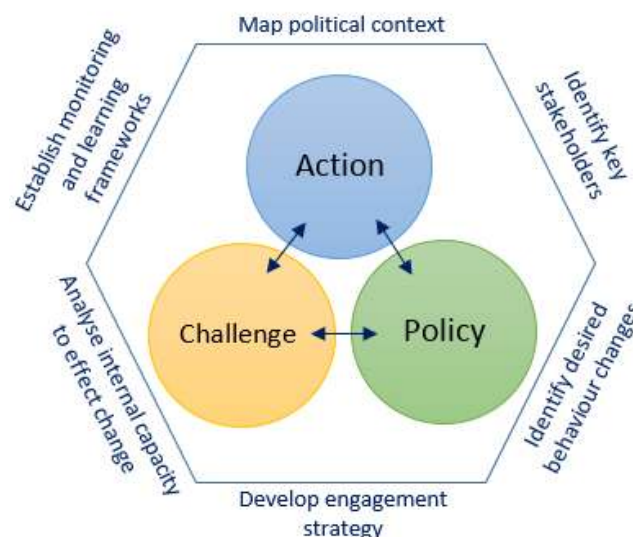 Map political context
Identify key
stakeholders
Identify desired
behaviour changes
Develop engagement
strategy
Analyse internal capacity
to effect change
Establish monitoring
and learning
frameworks
Action
Challenge
Policy